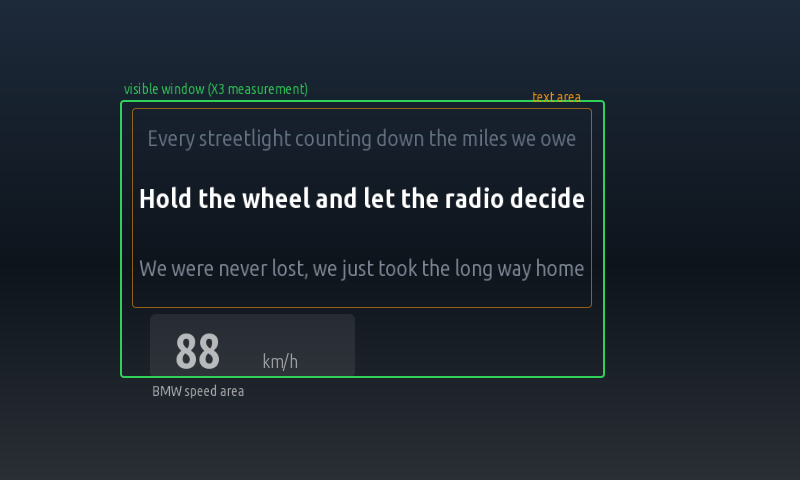 visible window (X3 measurement)
text area
Every streetlight counting down the miles we owe
Hold the wheel and let the radio decide
We were never lost, we just took the long way home
88 km/h
BMW speed area